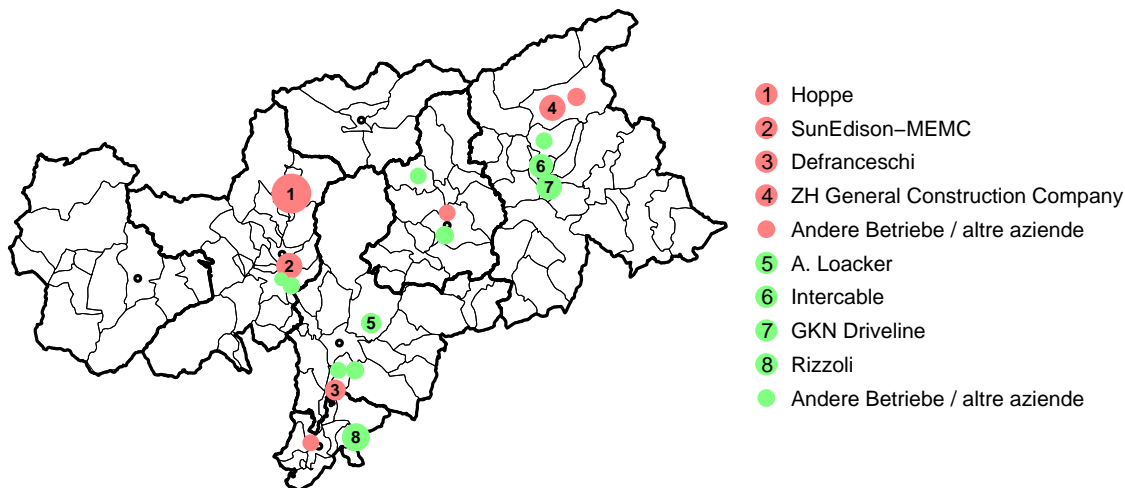 4
6
7
1
2
5
3
8
1 Hoppe
2 SunEdison−MEMC
3 Defranceschi
4 ZH General Construction Company
Andere Betriebe / altre aziende
5 A. Loacker
6 Intercable
7 GKN Driveline
8 Rizzoli
Andere Betriebe / altre aziende